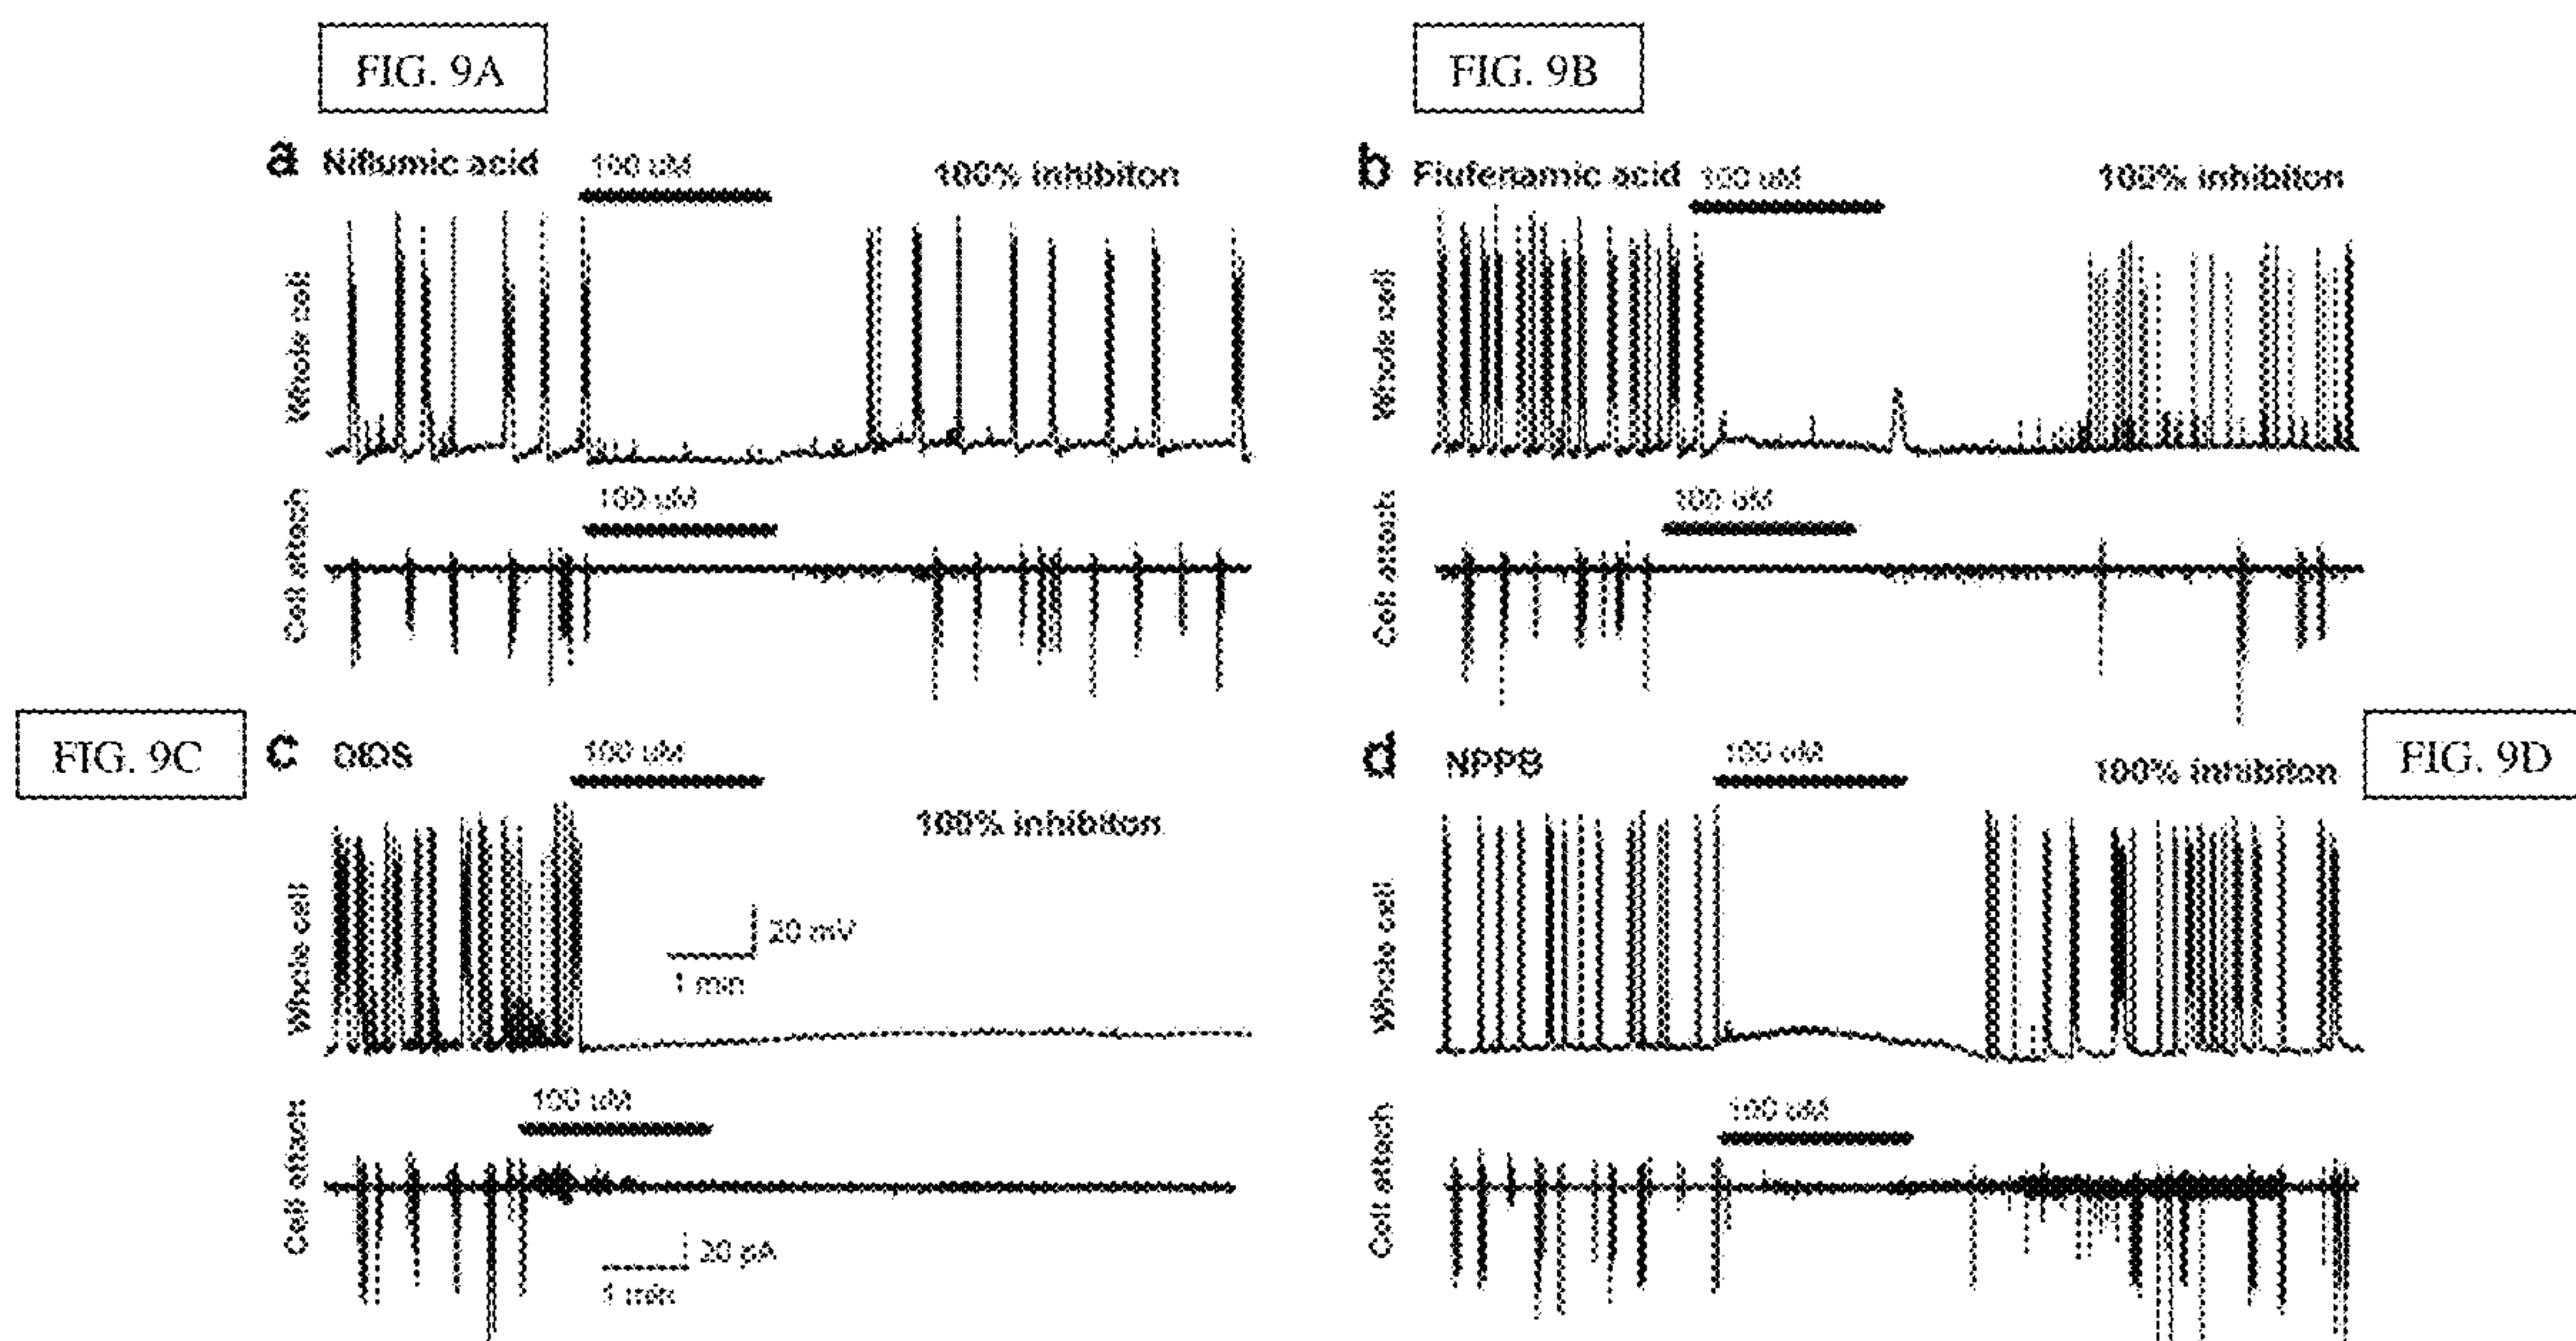 FIG. 9A
a Niflumic acid 100 uM 100% inhibiton
Whole cell
100 uM
Cell attach
FIG. 9B
b Flufenamic acid 100 uM 100% inhibiton
Whole cell
100 uM
Cell attach
FIG. 9C
c DIDS 100 uM
100% inhibiton
Whole cell
20 mV
1 min
100 uM
Cell attach
20 pA
1 min
FIG. 9D
d NPPB 100 uM 100% inhibiton
Whole cell
100 uM
Cell attach